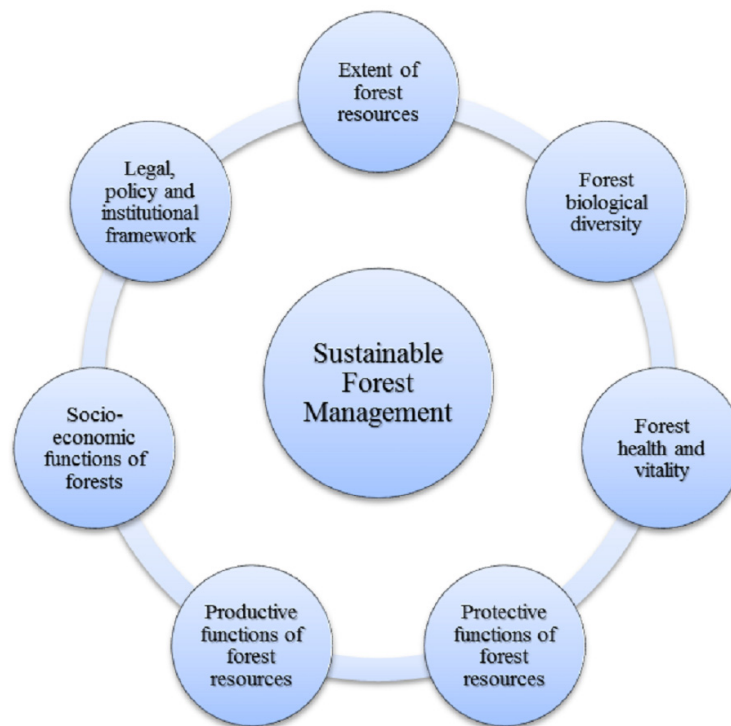 Extent of
forest
resources
Forest
biological
diversity
Forest
health and
vitality
Protective
functions of
forest
resources
Productive
functions of
forest
resources
Socio-
economic
functions of
forests
Legal,
policy and
institutional
framework
Sustainable
Forest
Management